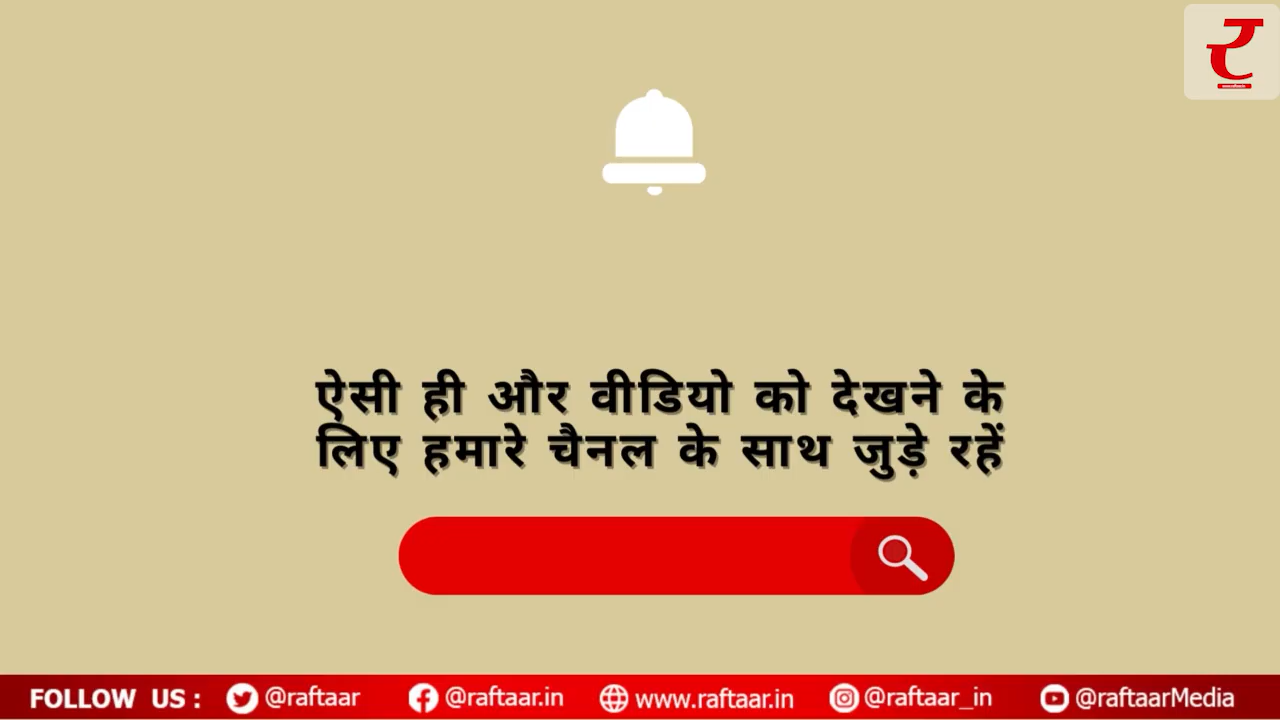 र
ऐसी ही और वीडियो को देखने के
लिए हमारे चैनल के साथ जुड़े रहें
FOLLOW US : @raftaar @raftaar.in www.raftaar.in @raftaar_in @raftaarMedia